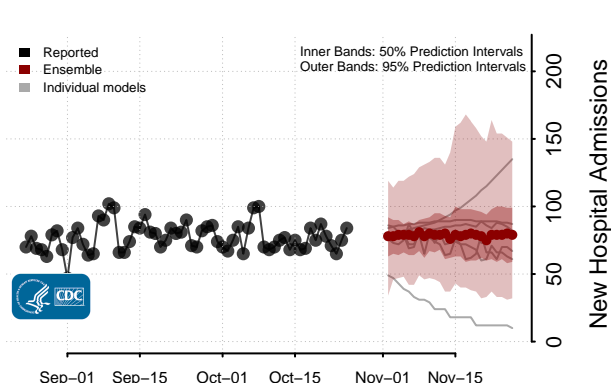 Reported
Ensemble
Individual models
Inner Bands: 50% Prediction Intervals
Outer Bands: 95% Prediction Intervals
200
150
100
50
0
New Hospital Admissions
CDC
Sep−01 Sep−15 Oct−01 Oct−15 Nov−01 Nov−15